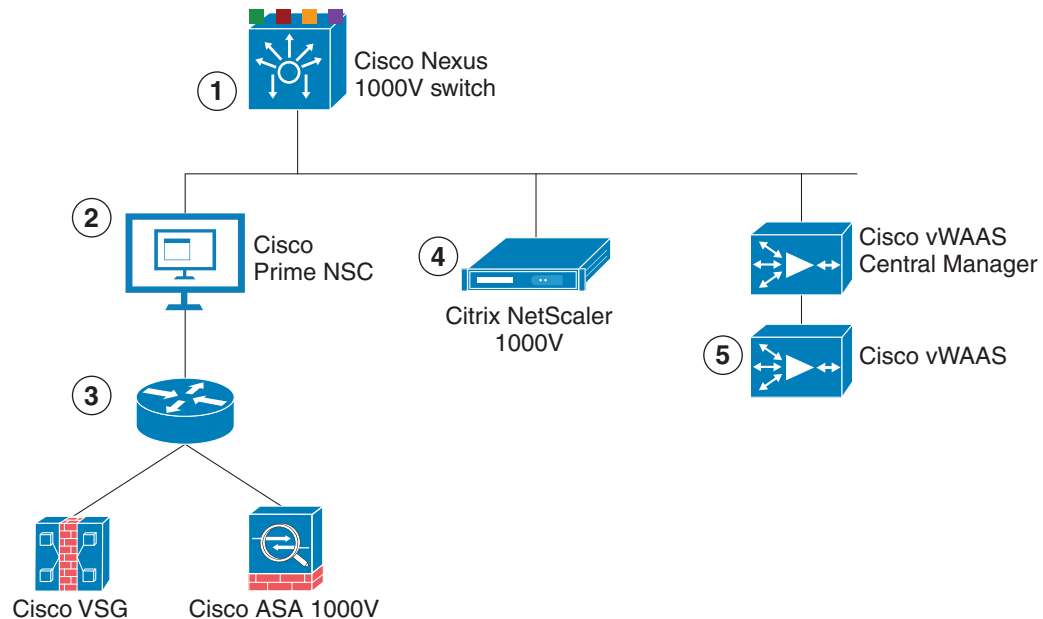 1
Cisco Nexus
1000V switch
2
Cisco
Prime NSC
4
Citrix NetScaler
1000V
Cisco vWAAS
Central Manager
5
Cisco vWAAS
3
Cisco VSG
Cisco ASA 1000V